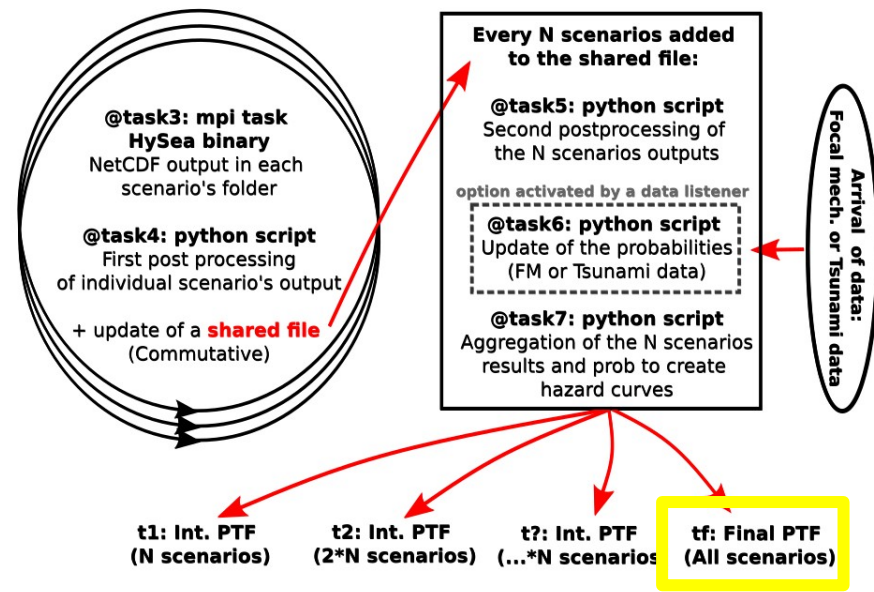 @task3: mpi task
HySea binary
NetCDF output in each
scenario's folder
@task4: python script
First post processing
of individual scenario's output
+ update of a shared file
(Commutative)
Every N scenarios added
to the shared file:
@task5: python script
Second postprocessing of
the N scenarios outputs
option activated by a data listener
@task6: python script
Update of the probabilities
(FM or Tsunami data)
@task7: python script
Aggregation of the N scenarios
results and prob to create
hazard curves
Arrival of data:
Focal mech. or Tsunami data
t1: Int. PTF
(N scenarios)
t2: Int. PTF
(2*N scenarios)
t?: Int. PTF
(...*N scenarios
tf: Final PTF
(All scenarios)